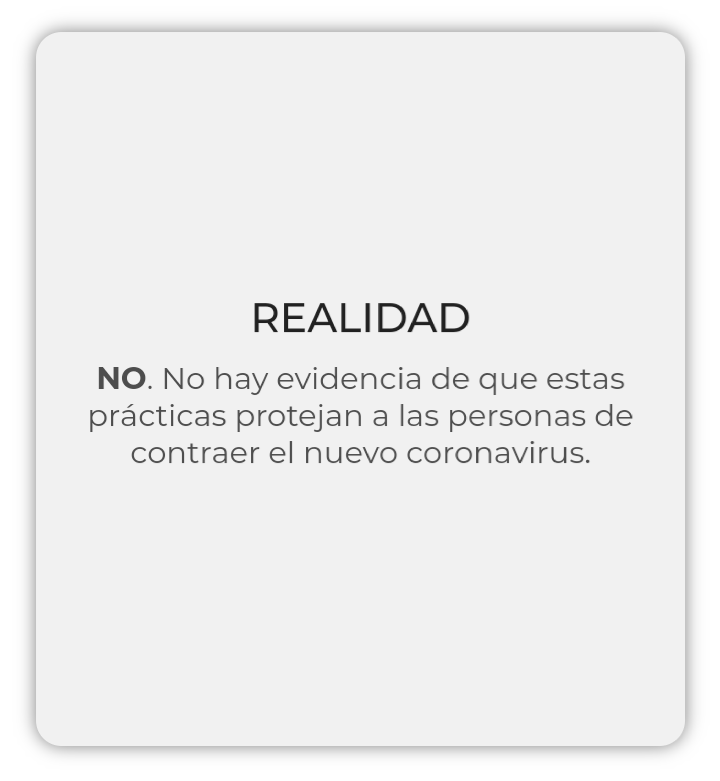 REALIDAD
NO. No hay evidencia de que estas
prácticas protejan a las personas de
contraer el nuevo coronavirus.